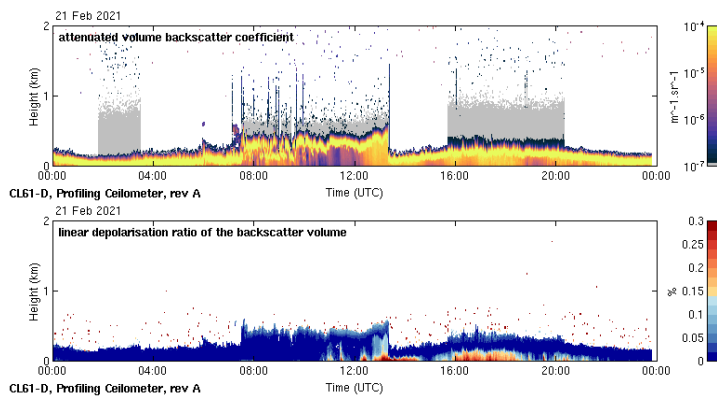 21 Feb 2021
attenuated volume backscatter coefficient
Height (km)
2
1
0
00:00 04:00 08:00 12:00 16:00 20:00 00:00
Time (UTC)
CL61-D, Profiling Ceilometer, rev A
10^-4
10^-5
10^-6
10^-7
m^-1.sr^-1
21 Feb 2021
linear depolarisation ratio of the backscatter volume
Height (km)
2
1
0
00:00 04:00 08:00 12:00 16:00 20:00 00:00
Time (UTC)
CL61-D, Profiling Ceilometer, rev A
0.3
0.25
0.2
0.15
0.1
0.05
0
%